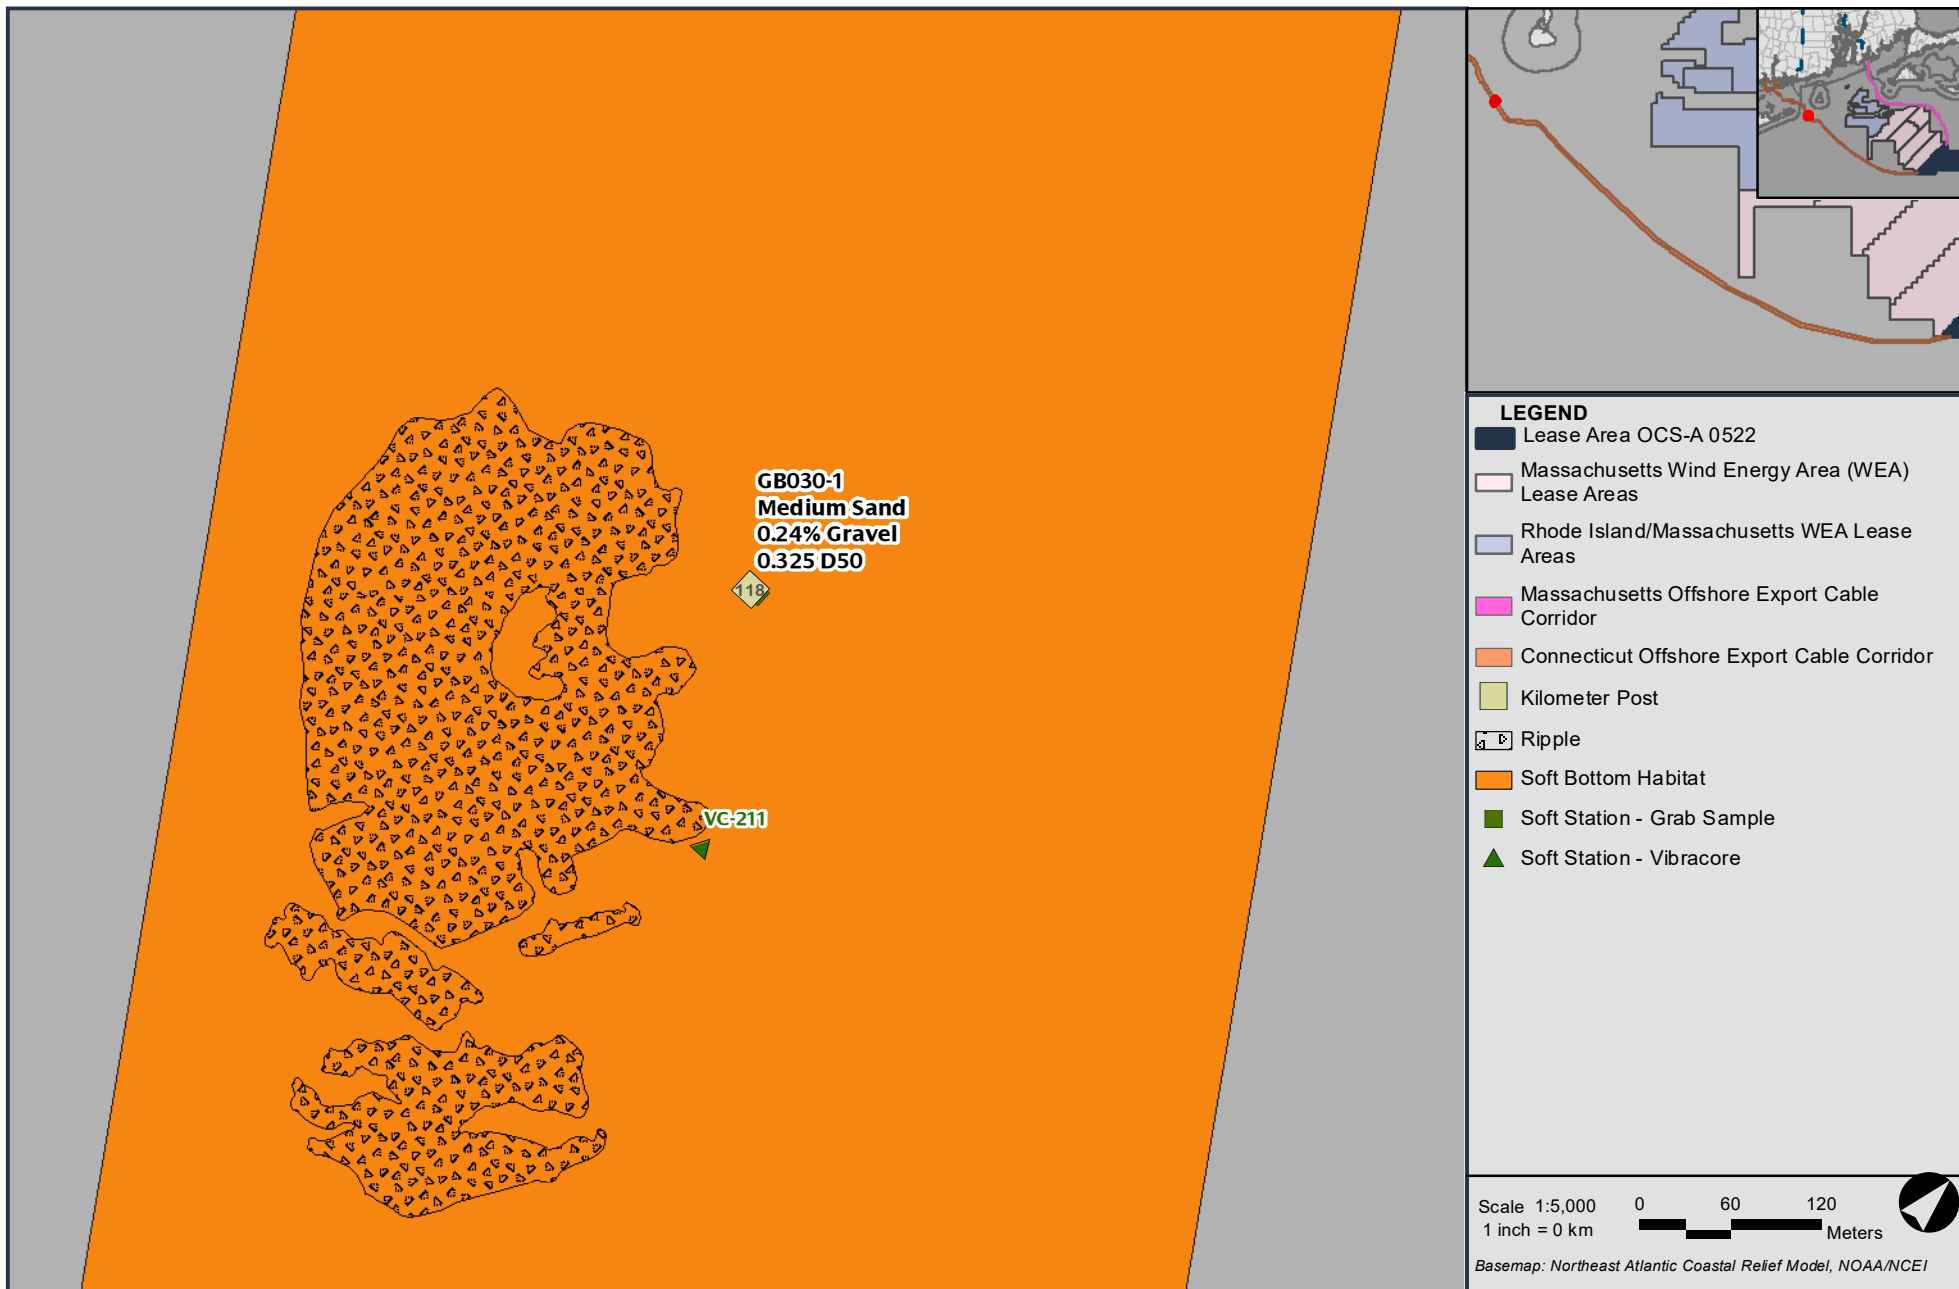 GB030-1
Medium Sand
0.24% Gravel
0.325 D50
118
VC-211
LEGEND
Lease Area OCS-A 0522
Massachusetts Wind Energy Area (WEA)
Lease Areas
Rhode Island/Massachusetts WEA Lease
Areas
Massachusetts Offshore Export Cable
Corridor
Connecticut Offshore Export Cable Corridor
Kilometer Post
Ripple
Soft Bottom Habitat
Soft Station - Grab Sample
Soft Station - Vibracore
Scale 1:5,000
1 inch = 0 km
0 60 120
Meters
Basemap: Northeast Atlantic Coastal Relief Model, NOAA/NCEI